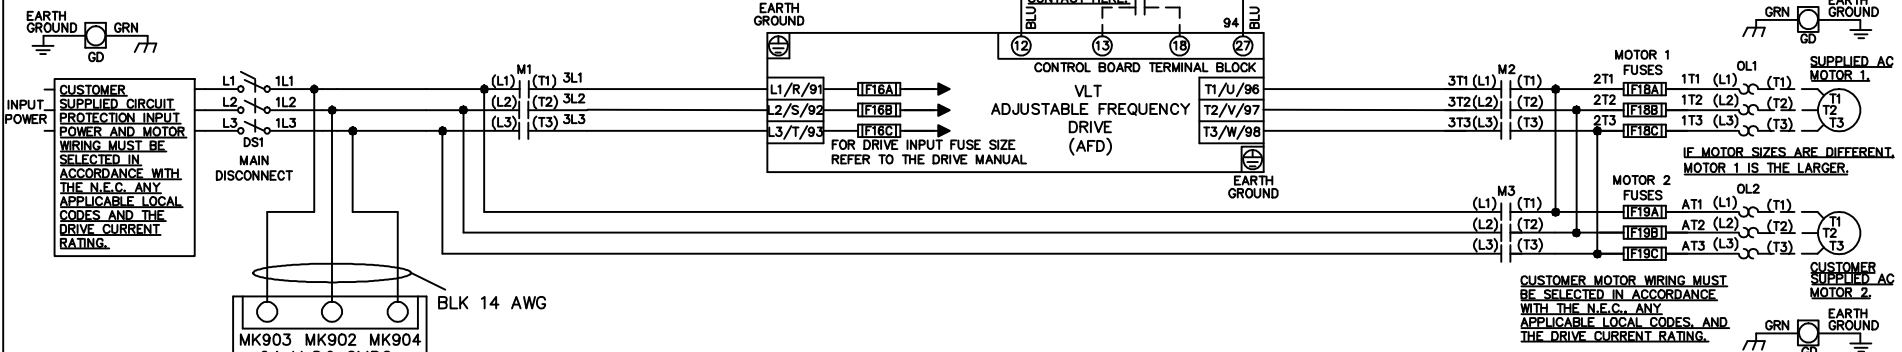 EARTH
GROUND
GRN
GD
INPUT
POWER
CUSTOMER
SUPPLIED CIRCUIT
PROTECTION INPUT
POWER AND MOTOR
WIRING MUST BE
SELECTED IN
ACCORDANCE WITH
THE N.E.C. ANY
APPLICABLE LOCAL
CODES AND THE
DRIVE CURRENT
RATING.
L1 1L1
L2 1L2
L3 1L3
DS1
MAIN
DISCONNECT
BLK 14 AWG
MK903 MK902 MK904
M1
(L1) (T1) 3L1
(L2) (T2) 3L2
(L3) (T3) 3L3
EARTH
GROUND
CONTACT HERE.
BLU
94
BLU
12 13 18 27
CONTROL BOARD TERMINAL BLOCK
L1/R/91
L2/S/92
L3/T/93
F16A
F16B
F16C
FOR DRIVE INPUT FUSE SIZE
REFER TO THE DRIVE MANUAL
VLT
ADJUSTABLE FREQUENCY
DRIVE
(AFD)
T1/U/96
T2/V/97
T3/W/98
EARTH
GROUND
M2
3T1 (L1) (T1)
3T2(L2) (T2)
3T3(L3) (T3)
MOTOR 1
FUSES
2T1 F18A 1T1 (L1)
2T2 F18B 1T2 (L2)
2T3 F18C 1T3 (L3)
OL1
(T1)
(T2)
(T3)
T1
T2
T3
GRN
EARTH
GROUND
GD
SUPPLIED AC
MOTOR 1.
IF MOTOR SIZES ARE DIFFERENT,
MOTOR 1 IS THE LARGER.
M3
(L1) (T1)
(L2) (T2)
(L3) (T3)
MOTOR 2
FUSES
F19A AT1 (L1)
F19B AT2 (L2)
F19C AT3 (L3)
OL2
(T1)
(T2)
(T3)
T1
T2
T3
CUSTOMER
SUPPLIED AC
MOTOR 2.
CUSTOMER MOTOR WIRING MUST
BE SELECTED IN ACCORDANCE
WITH THE N.E.C., ANY
APPLICABLE LOCAL CODES, AND
THE DRIVE CURRENT RATING.
GRN
EARTH
GROUND
GD